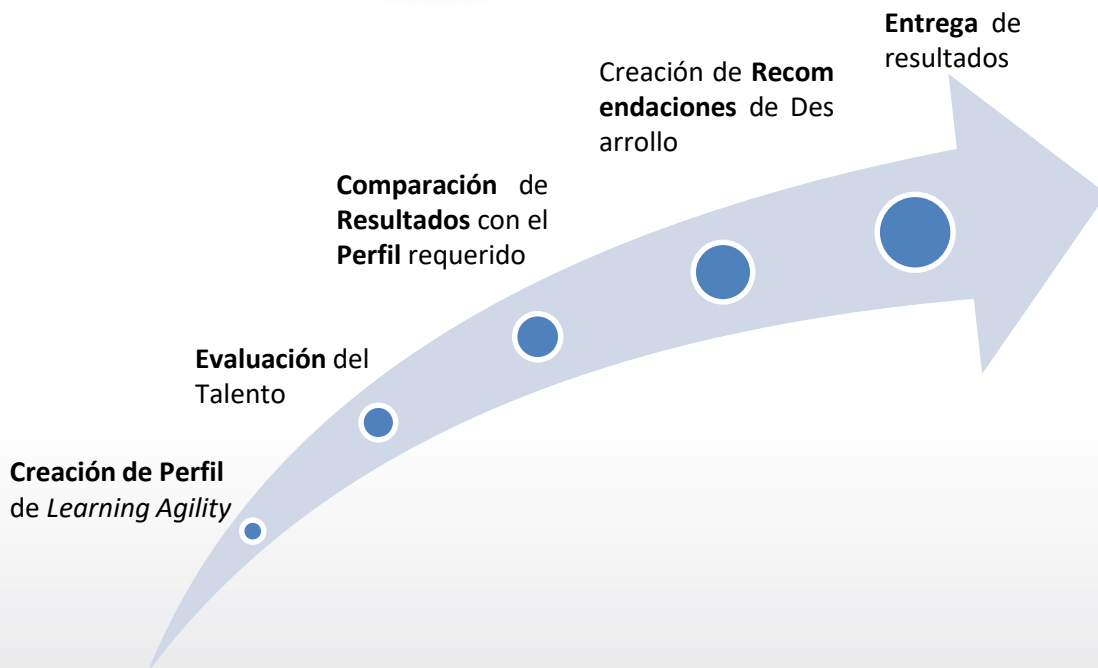 Creación de Perfil
de Learning Agility
Evaluación del
Talento
Comparación de
Resultados con el
Perfil requerido
Creación de Recom
endaciones de Des
arrollo
Entrega de
resultados